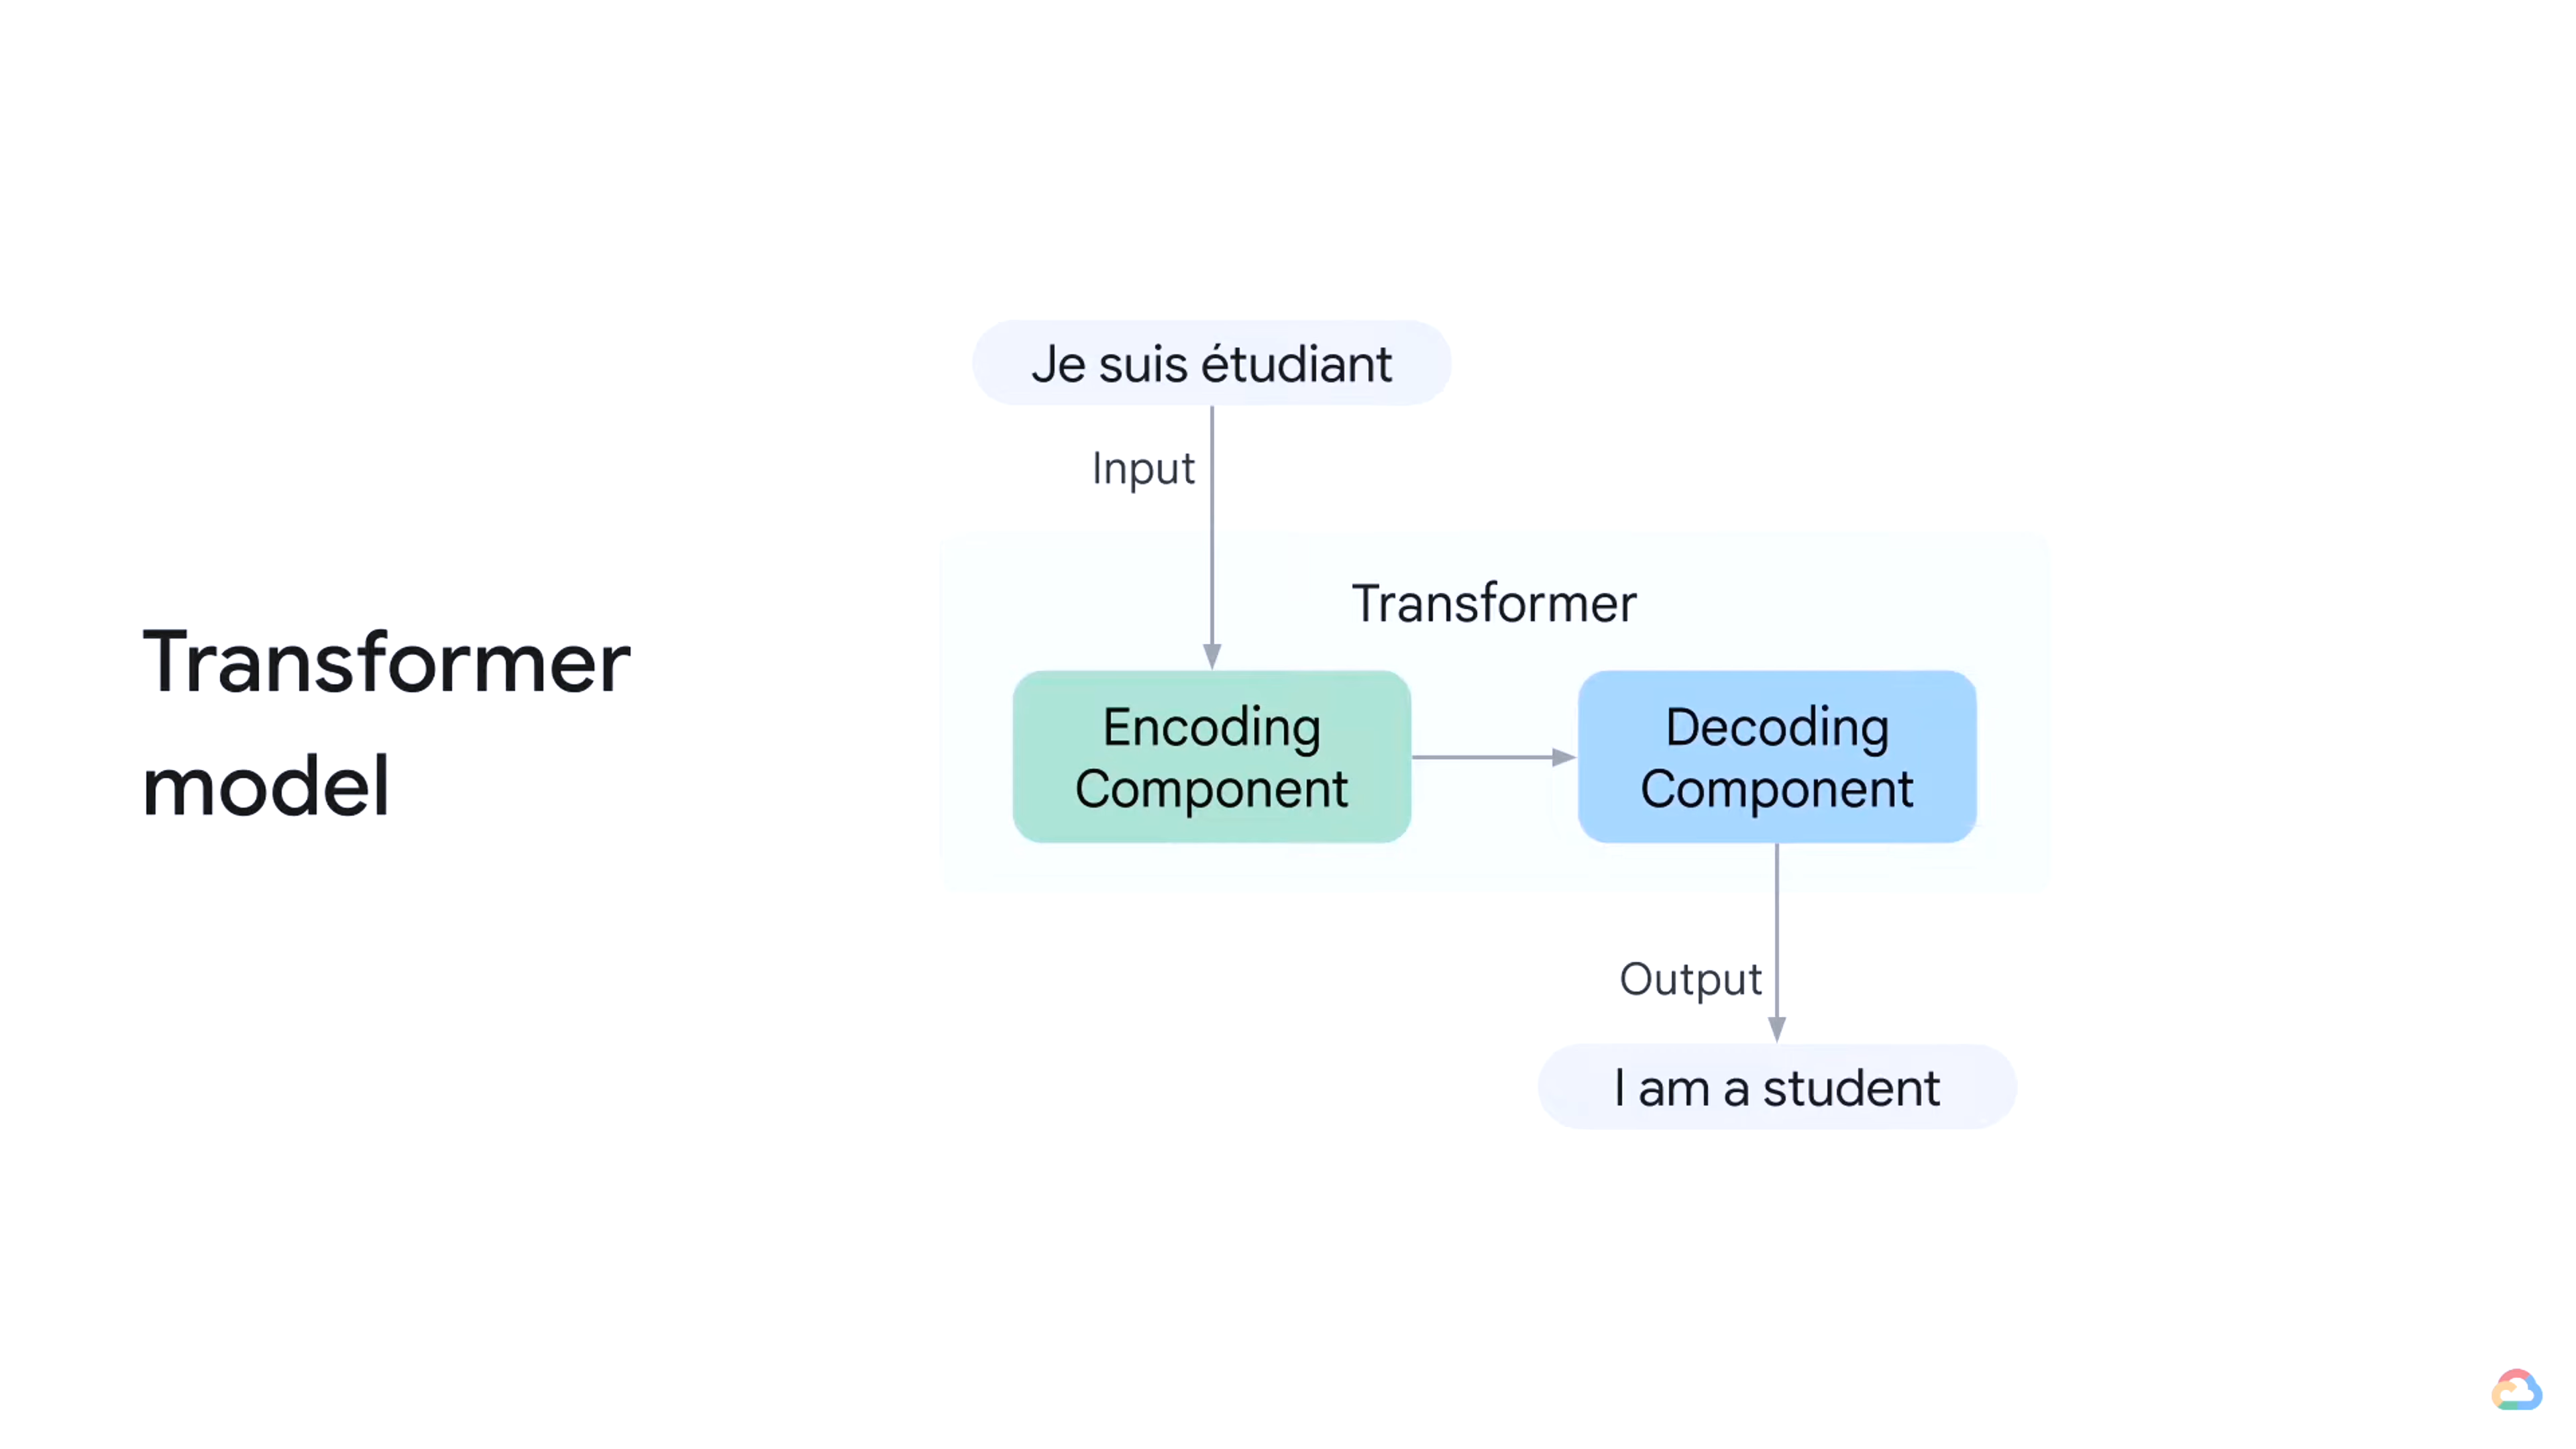 Transformer
model
Je suis étudiant
Input
Transformer
Encoding
Component
Decoding
Component
Output
I am a student